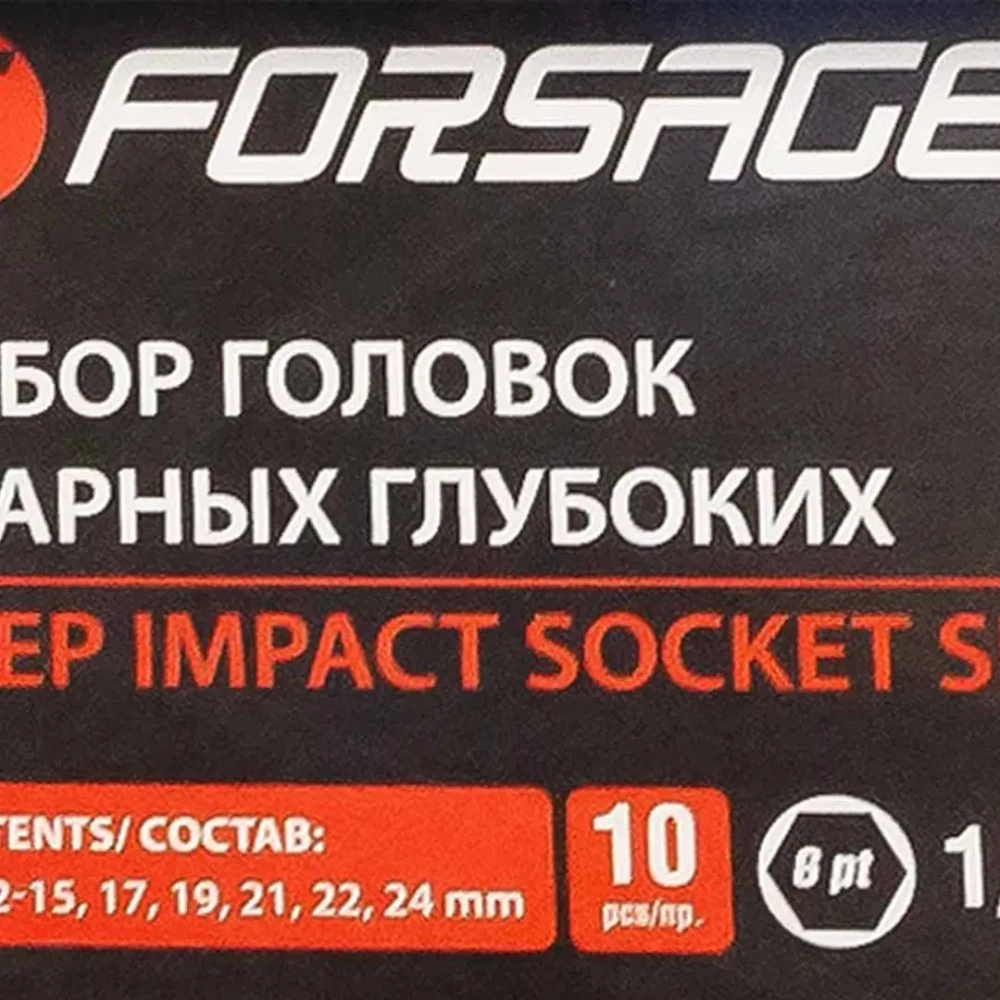 FORSAGE
БОР ГОЛОВОК
АРНЫХ ГЛУБОКИХ
EP IMPACT SOCKET S
TENTS/ СОСТАВ:
2-15, 17, 19, 21, 22, 24 mm
10
pcs/пр.
6 pt
1,